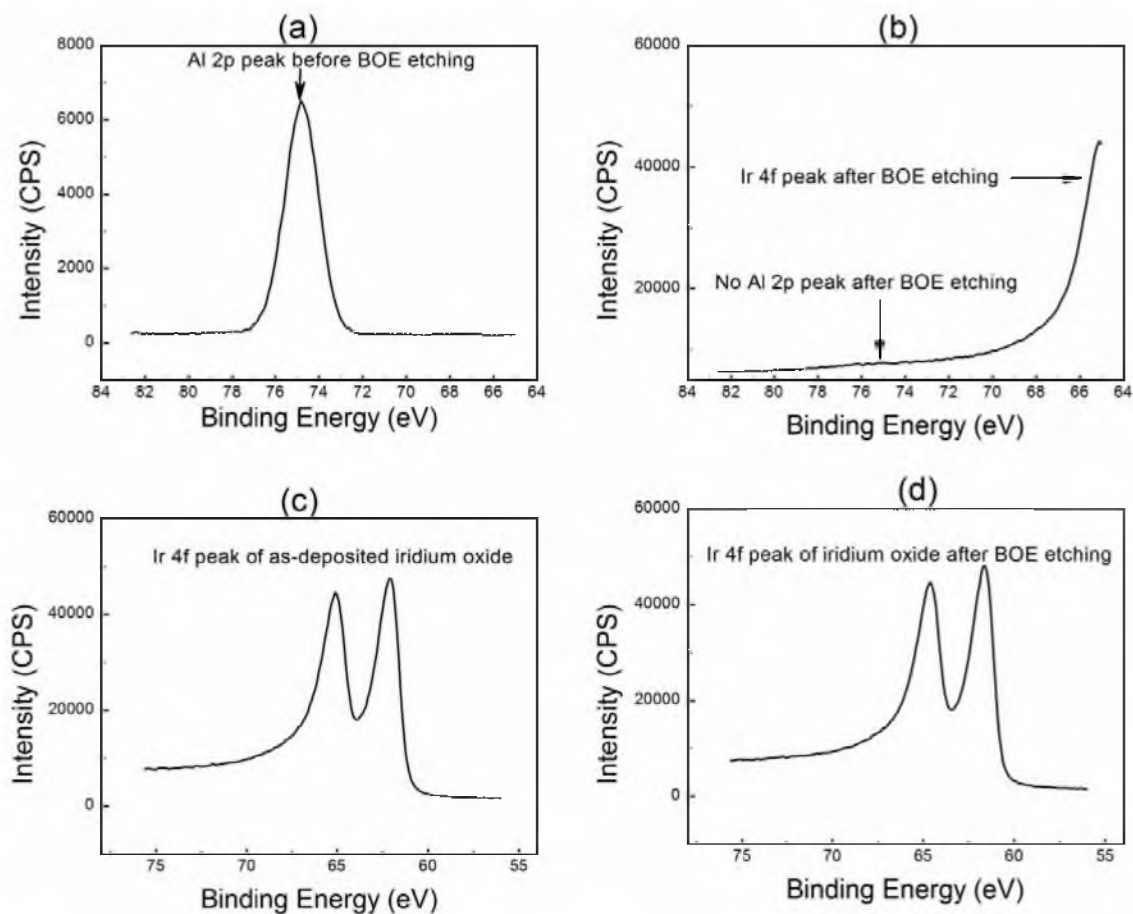 (a)
Al 2p peak before BOE etching
8000
6000
4000
2000
0
Intensity (CPS)
84 82 80 78 76 74 72 70 68 66 64
Binding Energy (eV)
(b)
60000
40000
20000
Intensity (CPS)
Ir 4f peak after BOE etching
No Al 2p peak after BOE etching
84 82 80 78 76 74 72 70 68 66 64
Binding Energy (eV)
(c)
60000
40000
20000
0
Intensity (CPS)
Ir 4f peak of as-deposited iridium oxide
75 70 65 60 55
Binding Energy (eV)
(d)
60000
40000
20000
0
Intensity (CPS)
Ir 4f peak of iridium oxide after BOE etching
75 70 65 60 55
Binding Energy (eV)